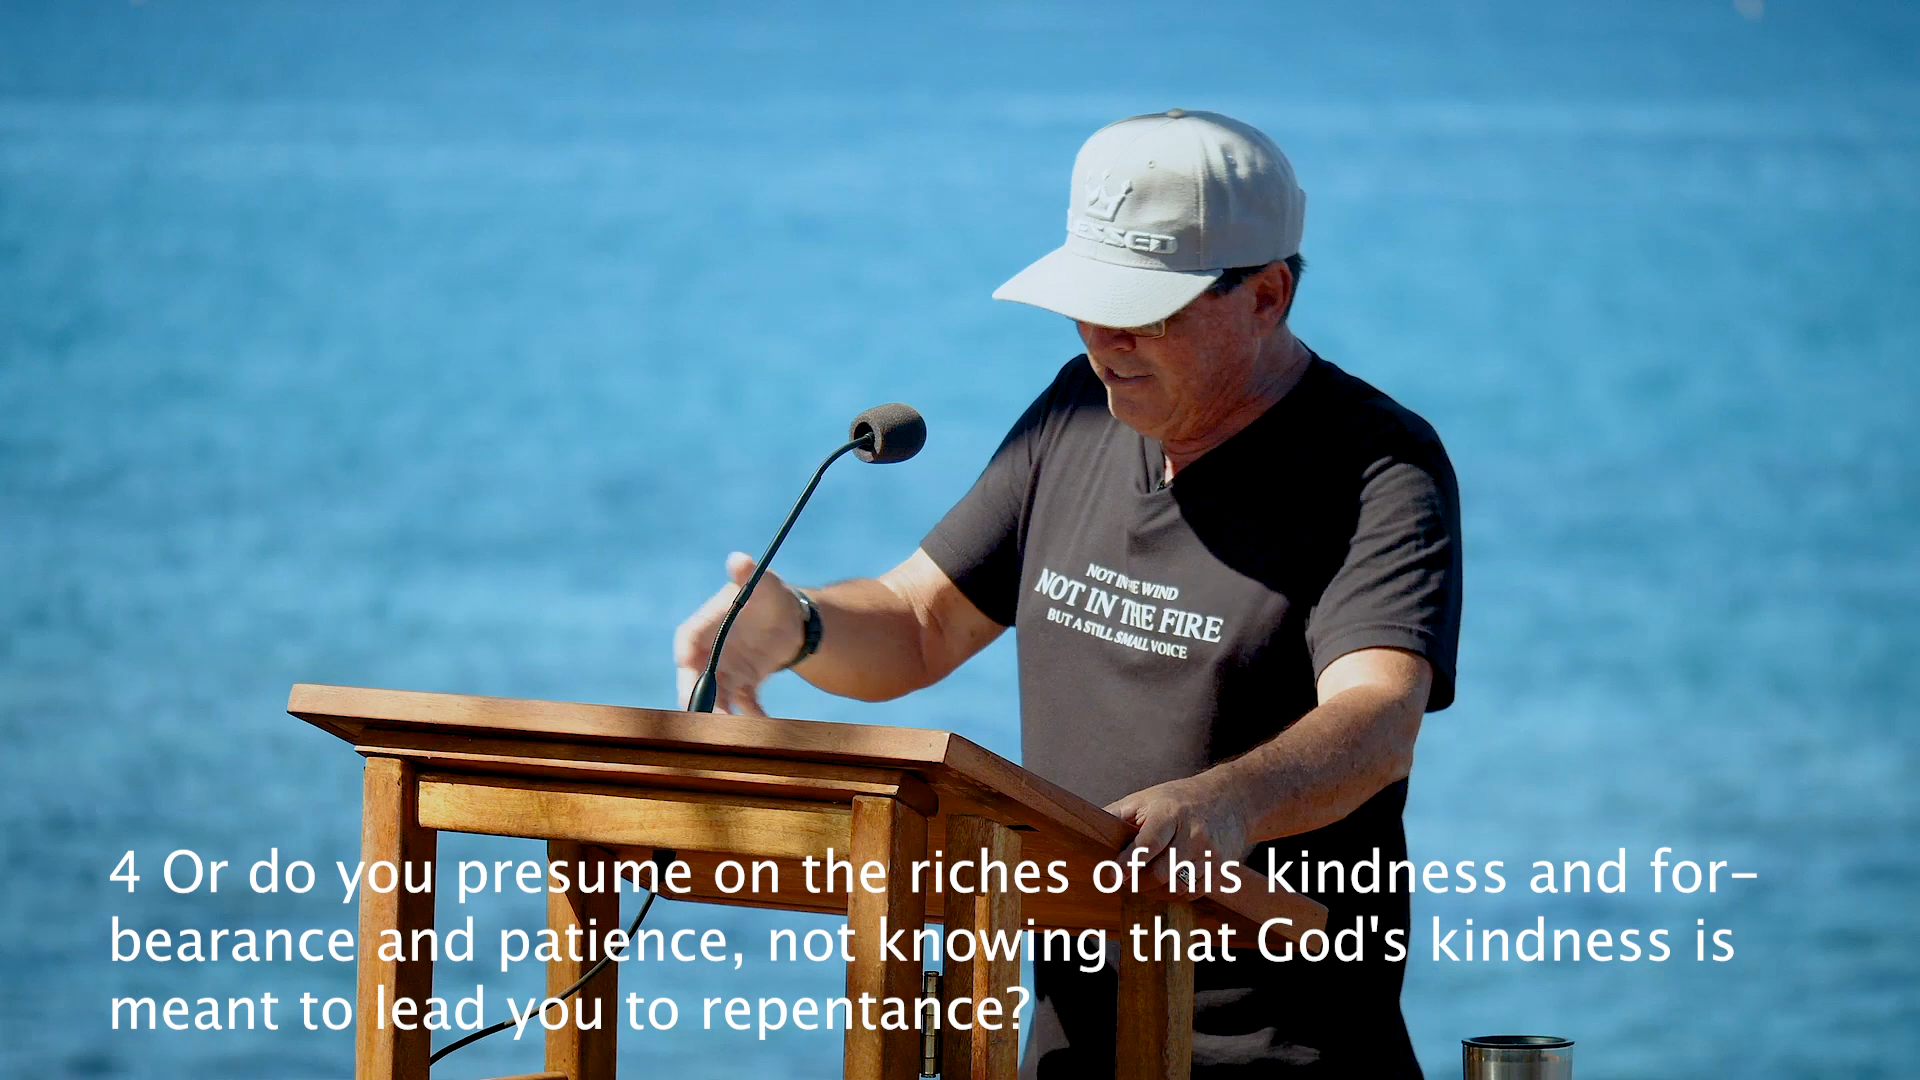 NOT IN THE WIND
NOT IN THE FIRE
BUT A STILL SMALL VOICE
4 Or do you presume on the riches of his kindness and for-
bearance and patience, not knowing that God's kindness is
meant to lead you to repentance?